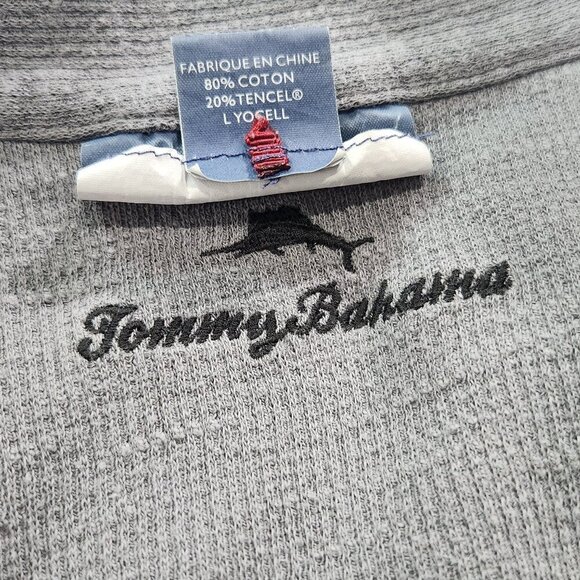 FABRIQUE EN CHINE
80% COTON
20%TENCEL®
LYOCELL
Tommy Bahama